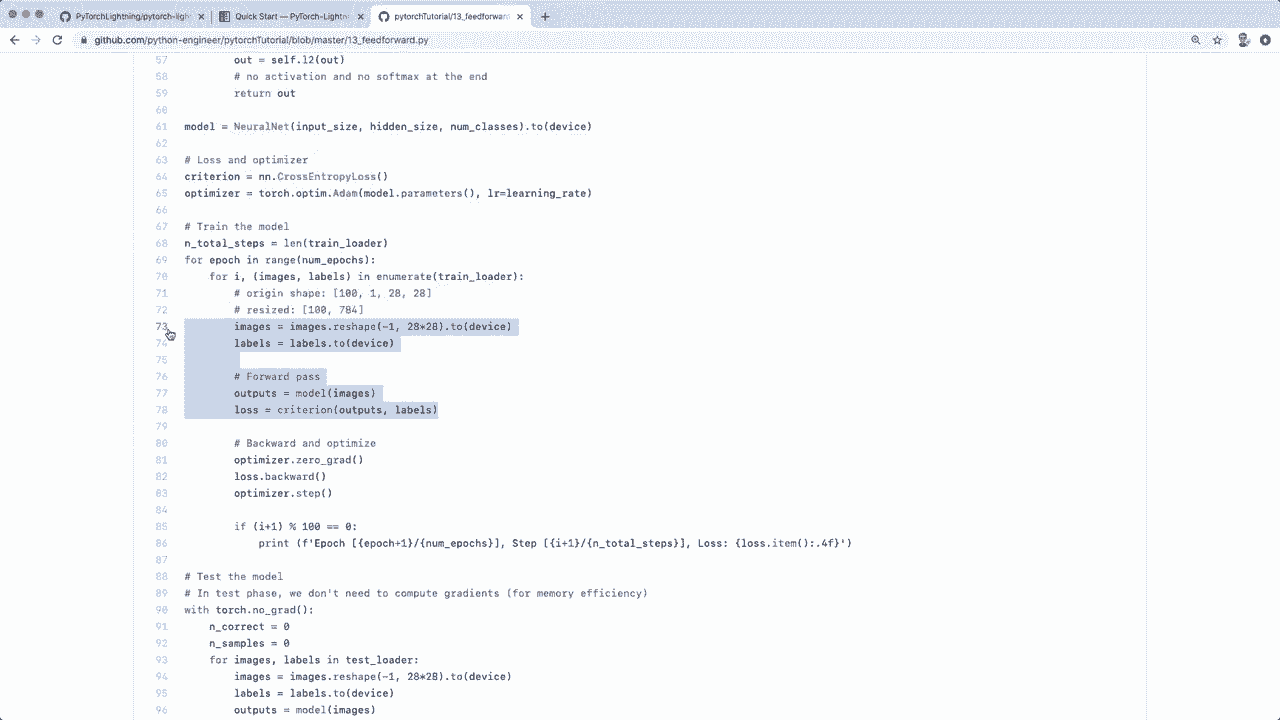 PyTorchLightning/pytorch-ligh
Quick Start — PyTorch-Lightn
pytorchTutorial/13_feedforwar
github.com/python-engineer/pytorchTutorial/blob/master/13_feedforward.py
57 out = self.l2(out)
58 # no activation and no softmax at the end
59 return out
60
61 model = NeuralNet(input_size, hidden_size, num_classes).to(device)
62
63 # Loss and optimizer
64 criterion = nn.CrossEntropyLoss()
65 optimizer = torch.optim.Adam(model.parameters(), lr=learning_rate)
66
67 # Train the model
68 n_total_steps = len(train_loader)
69 for epoch in range(num_epochs):
70 for i, (images, labels) in enumerate(train_loader):
71 # origin shape: [100, 1, 28, 28]
72 # resized: [100, 784]
73 images = images.reshape(-1, 28*28).to(device)
74 labels = labels.to(device)
75
76 # Forward pass
77 outputs = model(images)
78 loss = criterion(outputs, labels)
79
80 # Backward and optimize
81 optimizer.zero_grad()
82 loss.backward()
83 optimizer.step()
84
85 if (i+1) % 100 == 0:
86 print (f'Epoch [{epoch+1}/{num_epochs}], Step [{i+1}/{n_total_steps}], Loss: {loss.item():.4f}')
87
88 # Test the model
89 # In test phase, we don't need to compute gradients (for memory efficiency)
90 with torch.no_grad():
91 n_correct = 0
92 n_samples = 0
93 for images, labels in test_loader:
94 images = images.reshape(-1, 28*28).to(device)
95 labels = labels.to(device)
96 outputs = model(images)